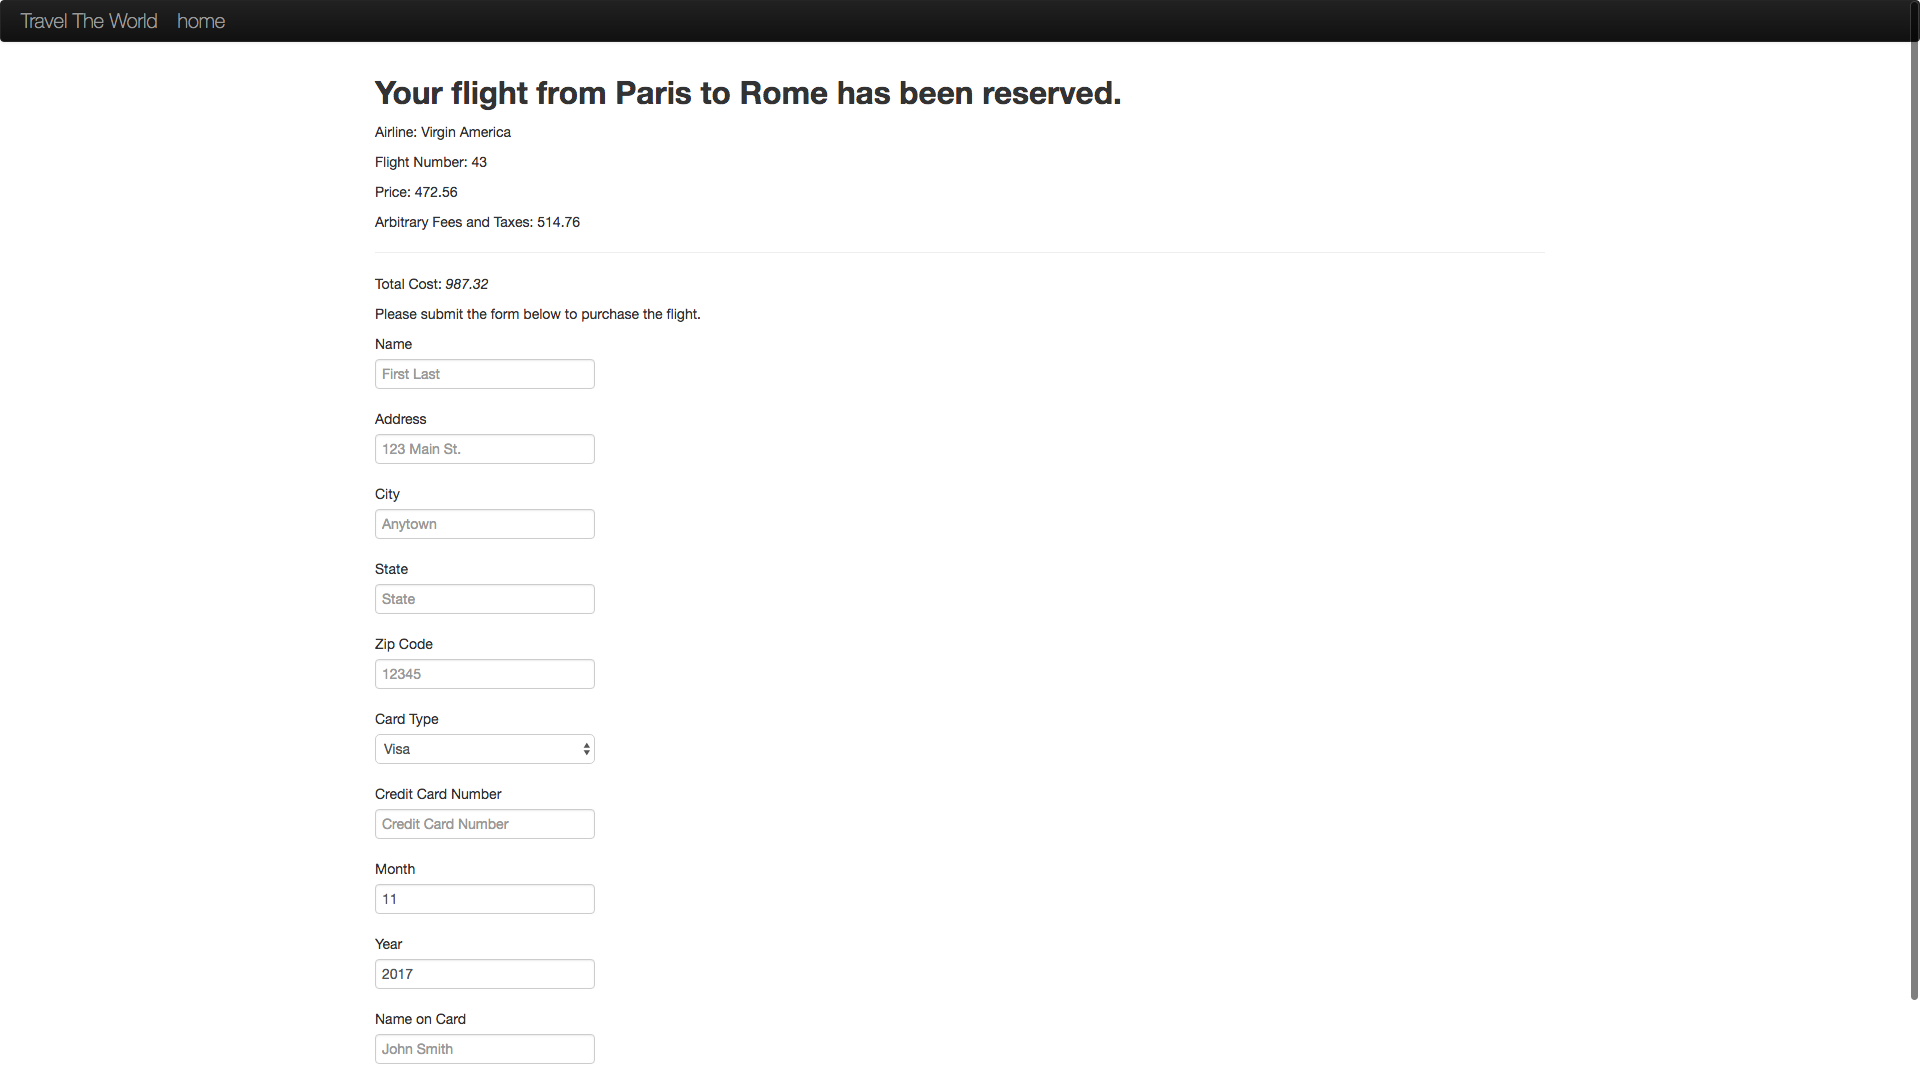 Travel The World home
Your flight from Paris to Rome has been reserved.
Airline: Virgin America
Flight Number: 43
Price: 472.56
Arbitrary Fees and Taxes: 514.76
Total Cost: 987.32
Please submit the form below to purchase the flight.
Name
First Last
Address
123 Main St.
City
Anytown
State
State
Zip Code
12345
Card Type
Visa
Credit Card Number
Credit Card Number
Month
11
Year
2017
Name on Card
John Smith